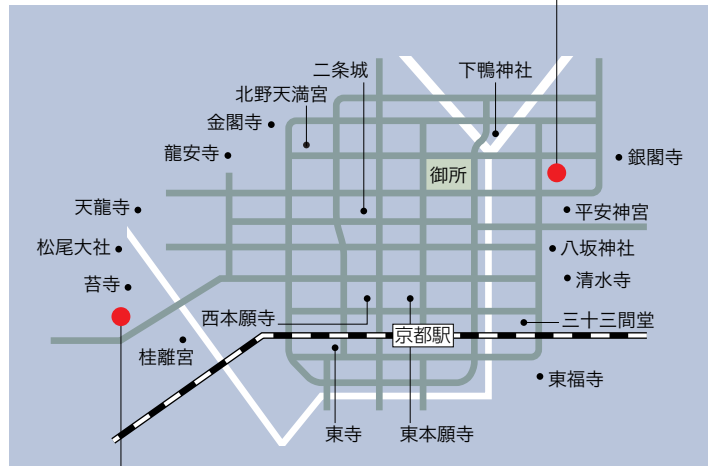 二条城
下鴨神社
北野天満宮
金閣寺
龍安寺
銀閣寺
御所
天龍寺
平安神宮
松尾大社
八坂神社
苔寺
清水寺
西本願寺
三十三間堂
京都駅
桂離宮
東福寺
東寺
東本願寺